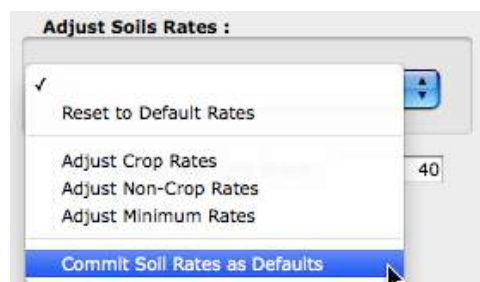 Adjust Soils Rates :
✓
Reset to Default Rates
Adjust Crop Rates
40
Adjust Non-Crop Rates
Adjust Minimum Rates
Commit Soil Rates as Defaults